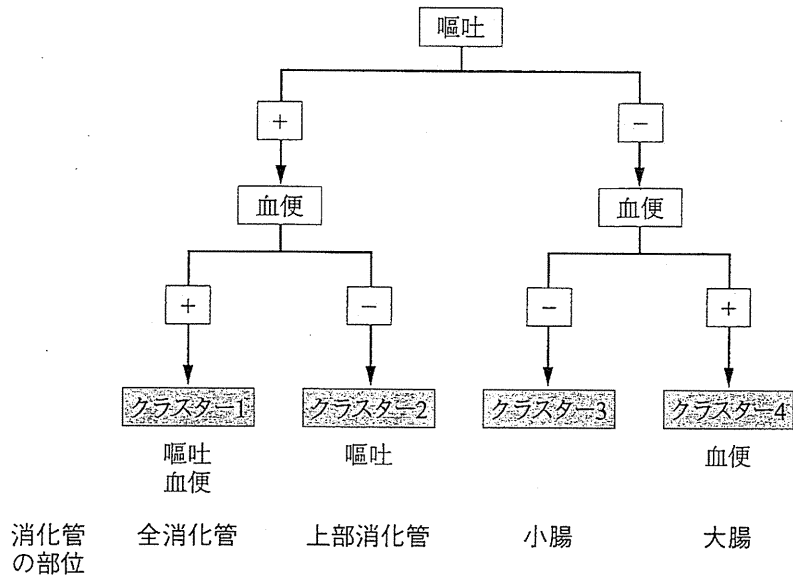 嘔吐
+
−
血便
血便
+
−
−
+
クラスター1
クラスター2
クラスター3
クラスター4
嘔吐
血便
嘔吐
血便
消化管
の部位
全消化管
上部消化管
小腸
大腸